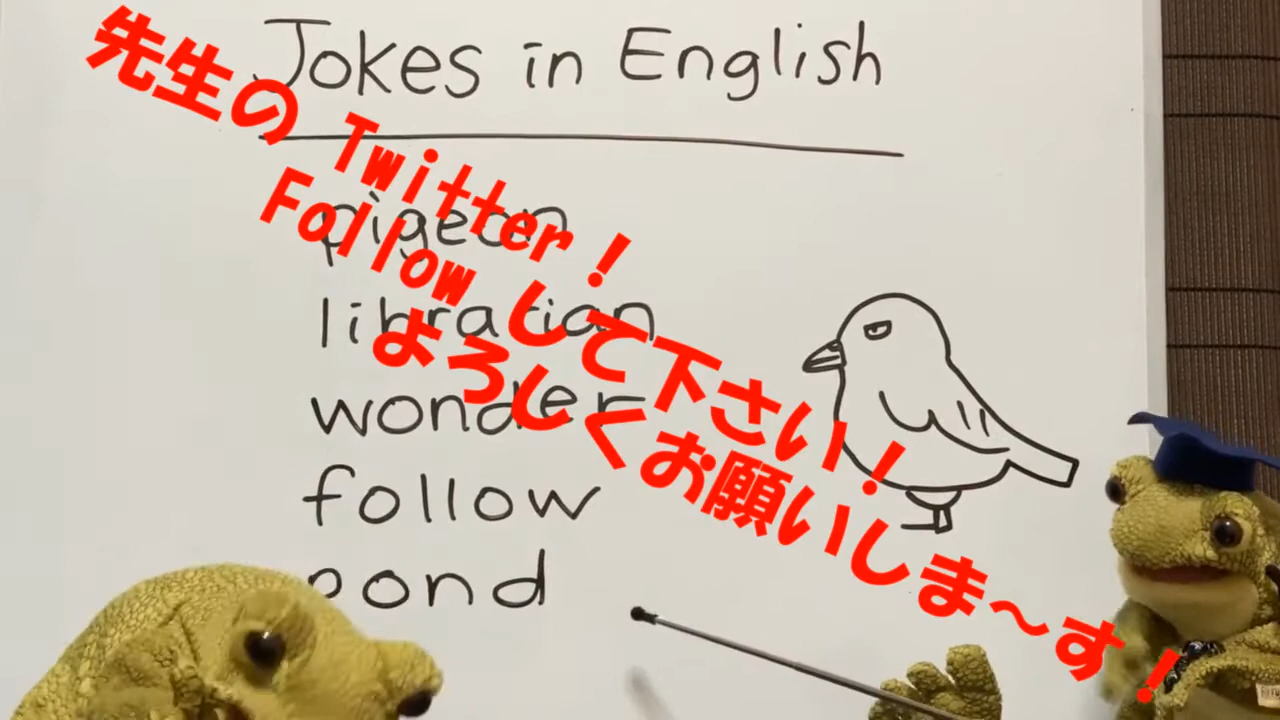 Jokes in English
先生の Twitter！
Follow して下さい！
よろしくお願いしま～す！
pigeon
librarian
wonder
follow
pond